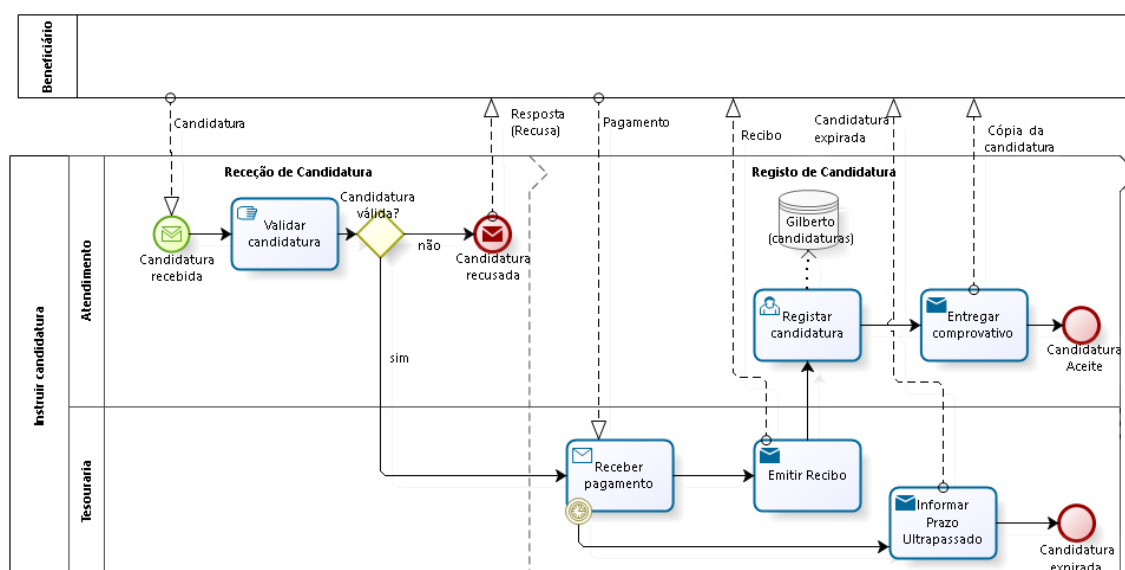 Beneficiário
Candidatura
Resposta
(Recusa)
Pagamento
Recibo
Candidatura
expirada
Cópia da
candidatura
Instruir candidatura
Atendimento
Receção de Candidatura
Registo de Candidatura
Candidatura
válida?
Validar
candidatura
Candidatura
recebida
não
Candidatura
recusada
sim
Gilberto
(candidaturas)
Registar
candidatura
Entregar
comprovativo
Candidatura
Aceite
Tesouraria
Receber
pagamento
Emitir Recibo
Informar
Prazo
Ultrapassado
Candidatura
expirada